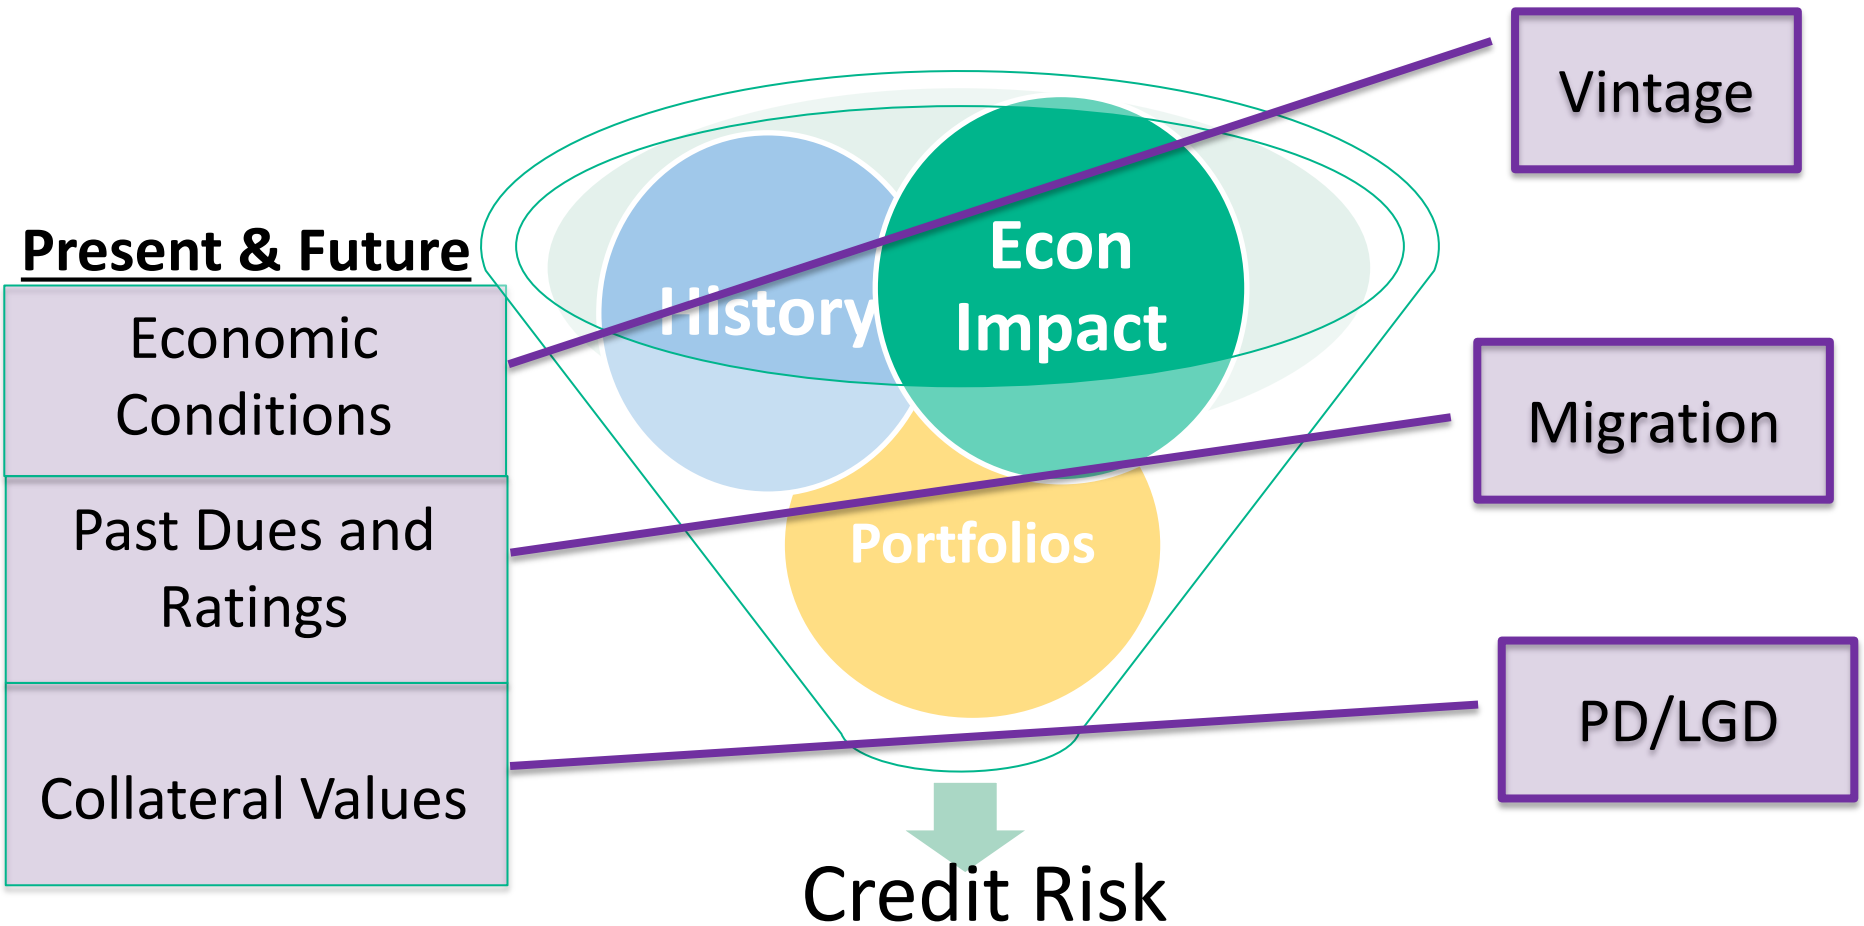 Present & Future
Economic
Conditions
Past Dues and
Ratings
Collateral Values
History
Econ
Impact
Portfolios
Credit Risk
Vintage
Migration
PD/LGD